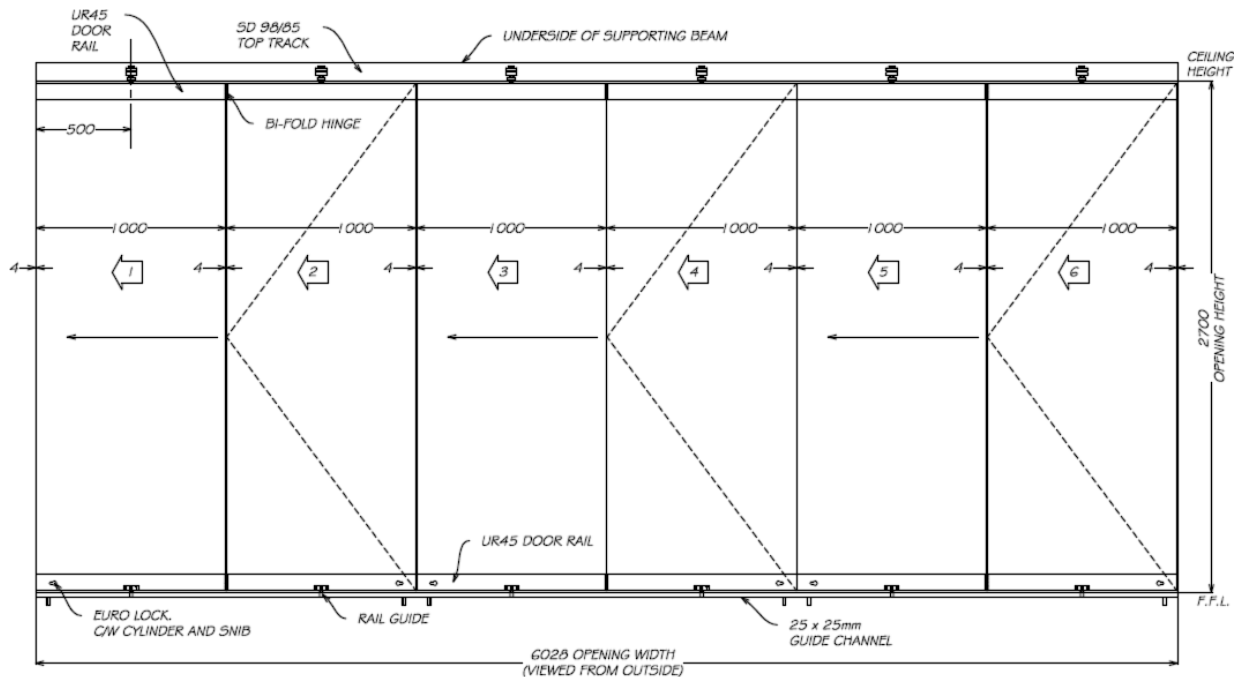 UR45
DOOR
RAIL
SD 98/85
TOP TRACK
UNDERSIDE OF SUPPORTING BEAM
CEILING
HEIGHT
500
BI-FOLD HINGE
1000
1000
1000
1000
1000
1000
4
1
4
2
4
3
4
4
4
5
4
6
4
2700
OPENING HEIGHT
UR45 DOOR RAIL
EURO LOCK.
C/W CYLINDER AND SNIB
RAIL GUIDE
25 x 25mm
GUIDE CHANNEL
F.F.L.
6028 OPENING WIDTH
(VIEWED FROM OUTSIDE)